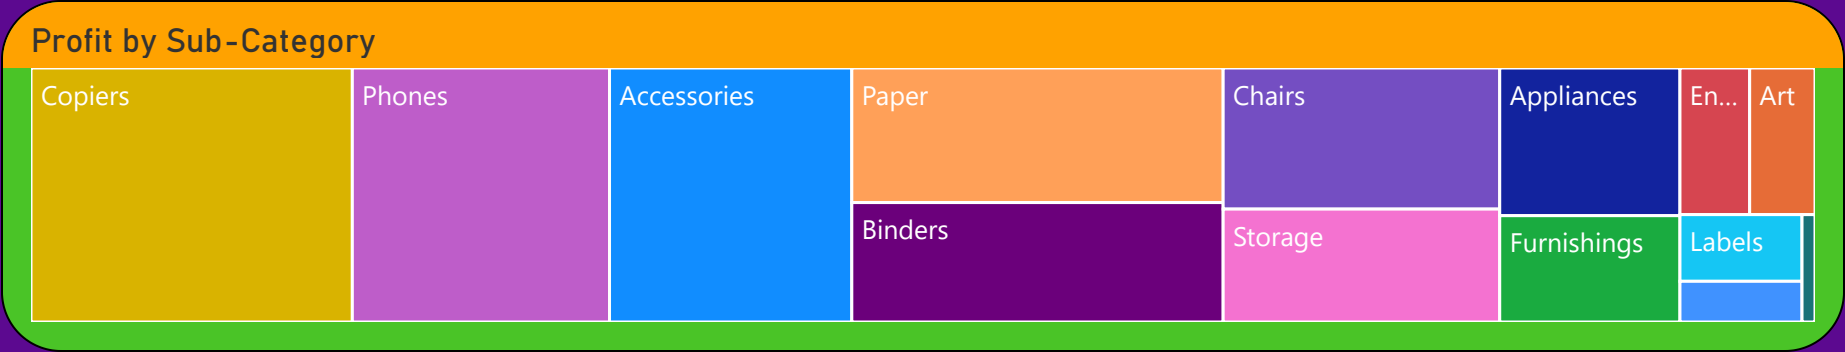 Profit by Sub-Category
Copiers
Phones
Accessories
Paper
Chairs
Appliances
En...
Art
Binders
Storage
Furnishings
Labels